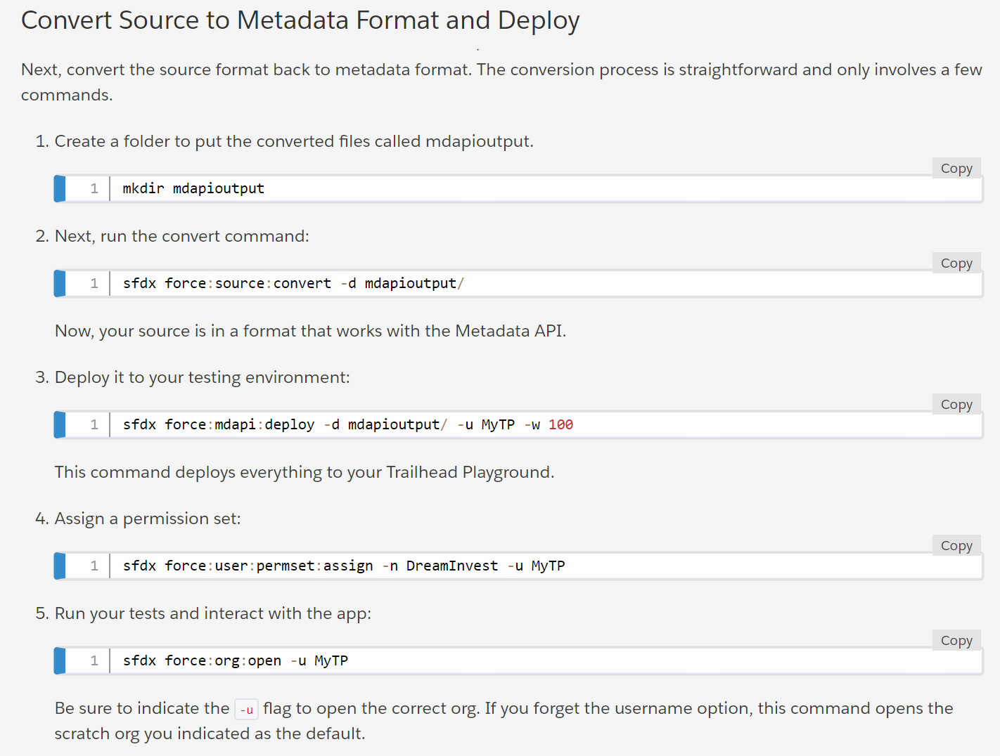 Convert Source to Metadata Format and Deploy
Next, convert the source format back to metadata format. The conversion process is straightforward and only involves a few
commands.
1. Create a folder to put the converted files called mdapioutput.
Copy
1 mkdir mdapioutput
2. Next, run the convert command:
Copy
1 sfdx force:source:convert -d mdapioutput/
Now, your source is in a format that works with the Metadata API.
3. Deploy it to your testing environment:
Copy
1 sfdx force:mdapi:deploy -d mdapioutput/ -u MyTP -w 100
This command deploys everything to your Trailhead Playground.
4. Assign a permission set:
Copy
1 sfdx force:user:permset:assign -n DreamInvest -u MyTP
5. Run your tests and interact with the app:
Copy
1 sfdx force:org:open -u MyTP
Be sure to indicate the -u flag to open the correct org. If you forget the username option, this command opens the
scratch org you indicated as the default.